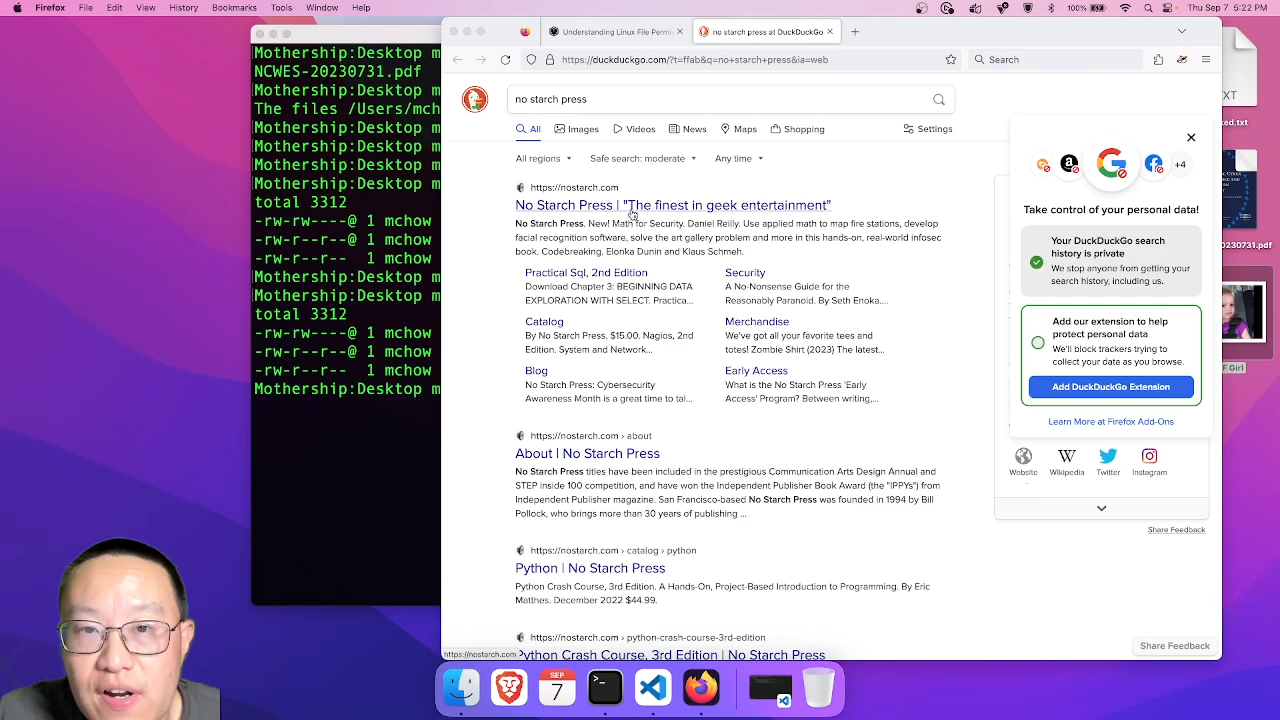 Firefox File Edit View History Bookmarks Tools Window Help 100% Thu Sep 7 5:22 PM
Mothership:Desktop m
NCWES-20230731.pdf
Mothership:Desktop m
The files /Users/mch
Mothership:Desktop m
Mothership:Desktop m
Mothership:Desktop m
Mothership:Desktop m
total 3312
-rw-rw----@ 1 mchow
-rw-r--r--@ 1 mchow
-rw-r--r-- 1 mchow
Mothership:Desktop m
Mothership:Desktop m
total 3312
-rw-rw----@ 1 mchow
-rw-r--r--@ 1 mchow
-rw-r--r-- 1 mchow
Mothership:Desktop m
Understanding Linux File Permi
no starch press at DuckDuckGo
https://duckduckgo.com/?t=ffab&q=no+starch+press&ia=web
Search
no starch press
All Images Videos News Maps Shopping Settings
All regions Safe search: moderate Any time
https://nostarch.com
No Starch Press | "The finest in geek entertainment"
No Starch Press. New! Math for Security. Daniel Reilly. Use applied math to map fire stations, develop
facial recognition software, solve the art gallery problem and more in this hands-on, real-world infosec
book. Codebreaking. Elonka Dunin and Klaus Schmeh.
Practical Sql, 2nd Edition
Download Chapter 3: BEGINNING DATA
EXPLORATION WITH SELECT. Practica...
Security
A No-Nonsense Guide for the
Reasonably Paranoid. By Seth Enoka...
Catalog
By No Starch Press. $15.00. Nagios, 2nd
Edition. System and Network...
Merchandise
We've got all your favorite tees and
totes! Zombie Shirt (2023) The latest...
Blog
No Starch Press: Cybersecurity
Awareness Month is a great time to tal...
Early Access
What is the No Starch Press 'Early
Access' Program? Between writing,...
https://nostarch.com › about
About | No Starch Press
No Starch Press titles have been included in the prestigious Communication Arts Design Annual and
STEP inside 100 competition, and have won the Independent Publisher Book Award (the "IPPYs") from
Independent Publisher magazine. San Francisco-based No Starch Press was founded in 1994 by Bill
Pollock, who brings more than 30 years of publishing ...
https://nostarch.com › catalog › python
Python | No Starch Press
Python Crash Course, 3rd Edition. A Hands-On, Project-Based Introduction to Programming. By Eric
Matthes. December 2022 $44.99.
https://nostarch.com › python-crash-course-3rd-edition
Python Crash Course, 3rd Edition | No Starch Press
https://nostarch.com
+4
Take control of your personal data!
Your DuckDuckGo search
history is private
We stop anyone from getting your
search history, including us.
Add our extension to help
protect personal data
We'll block trackers trying to
collect your data as you browse.
Add DuckDuckGo Extension
Learn More at Firefox Add-Ons
Website Wikipedia Twitter Instagram
Share Feedback
Share Feedback
TXT
xed.txt
0230731.pdf
F Girl
SEP
7